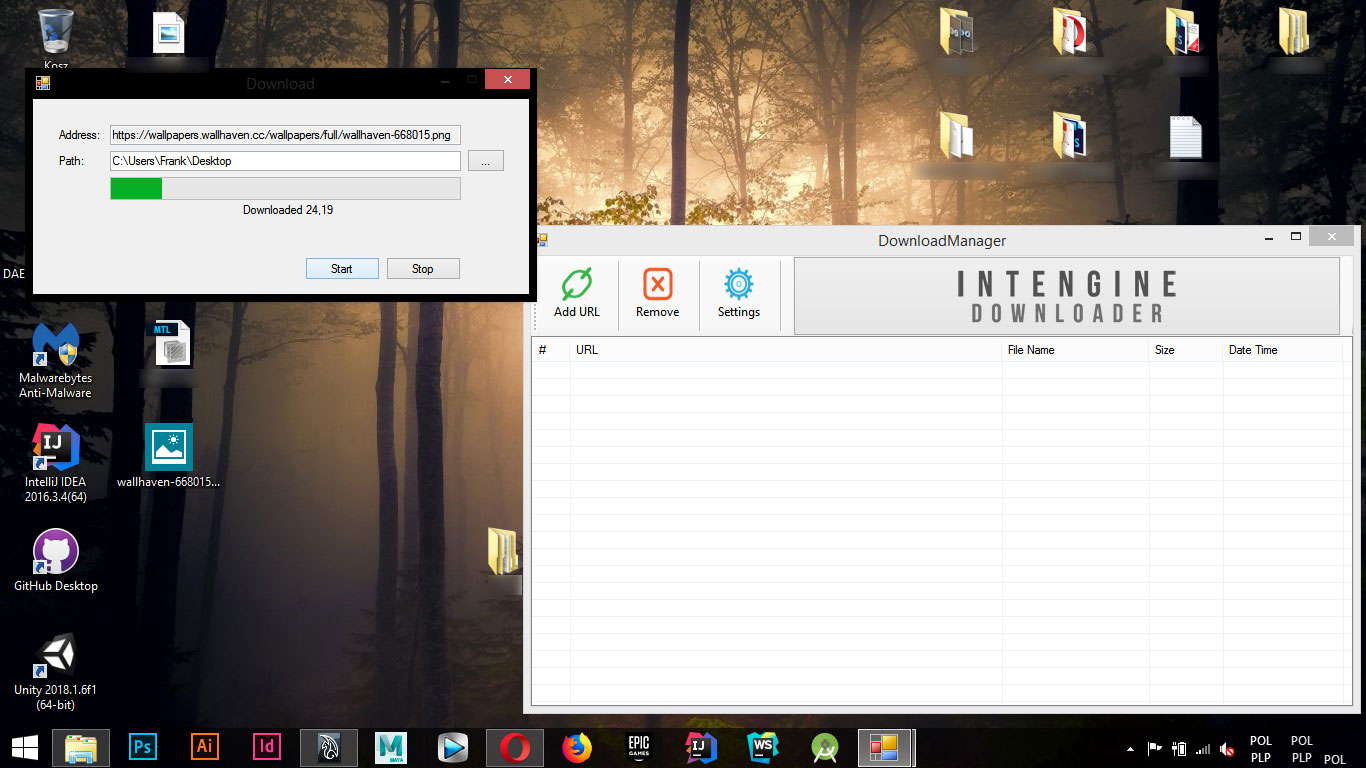 Kosz
Download
Address:
https://wallpapers.wallhaven.cc/wallpapers/full/wallhaven-668015.png
Path:
C:\Users\Frank\Desktop
...
Downloaded 24,19
Start
Stop
DAE
DownloadManager
Add URL
Remove
Settings
INTENGINE
DOWNLOADER
#
URL
File Name
Size
Date Time
Malwarebytes
Anti-Malware
MTL
IJ
IntelliJ IDEA
2016.3.4(64)
wallhaven-668015...
GitHub Desktop
Unity 2018.1.6f1
(64-bit)
Ps
Ai
Id
MAYA
EPIC
GAMES
IJ
WS
POL
PLP
POL
PLP
POL